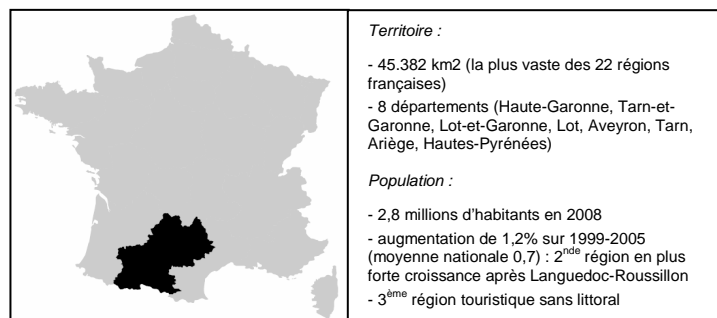 Territoire :
- 45.382 km2 (la plus vaste des 22 régions
françaises)
- 8 départements (Haute-Garonne, Tarn-et-
Garonne, Lot-et-Garonne, Lot, Aveyron, Tarn,
Ariège, Hautes-Pyrénées)
Population :
- 2,8 millions d'habitants en 2008
- augmentation de 1,2% sur 1999-2005
(moyenne nationale 0,7) : 2nde région en plus
forte croissance après Languedoc-Roussillon
- 3ème région touristique sans littoral